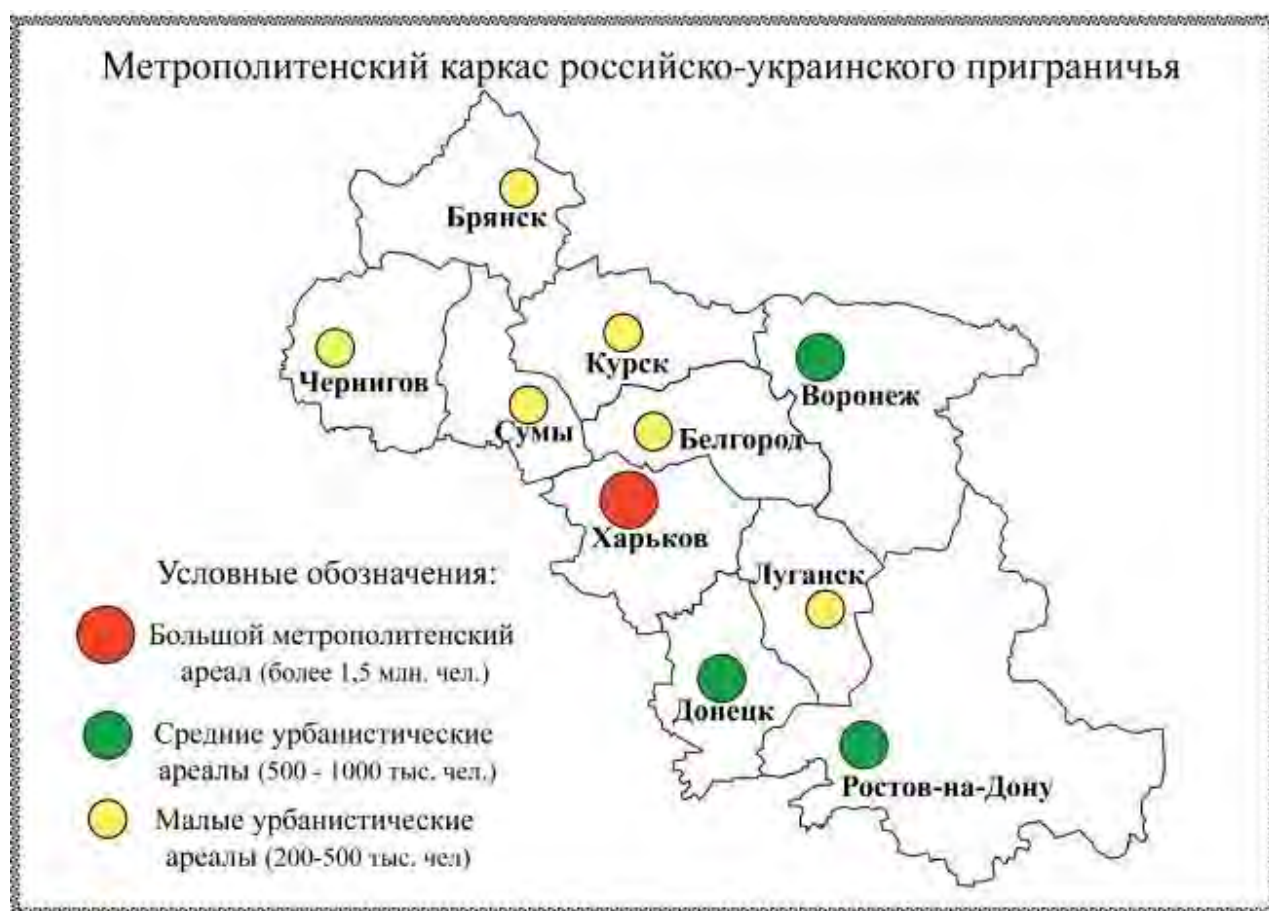 Метрополитенский каркас российско-украинского приграничья
Брянск
Курск
Воронеж
Чернигов
Сумы
Белгород
Харьков
Луганск
Донецк
Ростов-на-Дону
Условные обозначения:
Большой метрополитенский
ареал (более 1,5 млн. чел.)
Средние урбанистические
ареалы (500 - 1000 тыс. чел.)
Малые урбанистические
ареалы (200-500 тыс. чел)